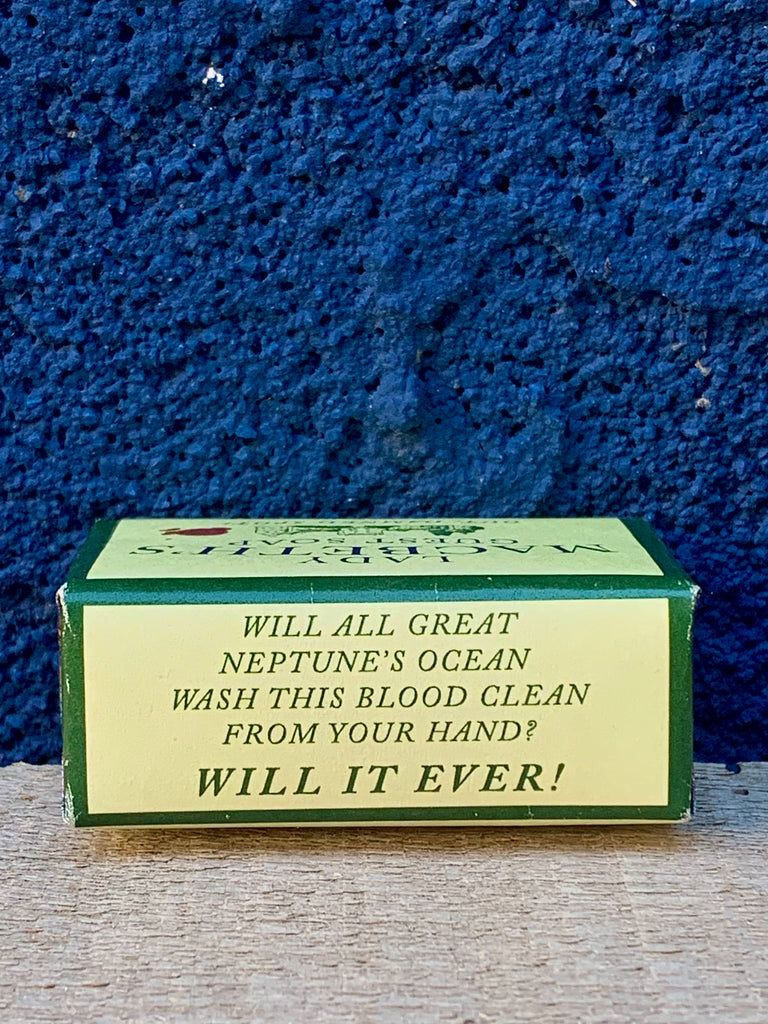 LADY
MACBETH'S
GUEST SOAP
WILL ALL GREAT
NEPTUNE'S OCEAN
WASH THIS BLOOD CLEAN
FROM YOUR HAND?
WILL IT EVER!